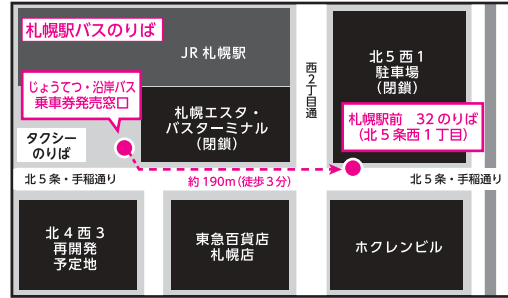 札幌駅バスのりば
JR 札幌駅
じょうてつ・沿岸バス
乗車券発売窓口
札幌エスタ・
バスターミナル
(閉鎖)
タクシー
のりば
西2丁目通
北5西1
駐車場
(閉鎖)
札幌駅前 32のりば
(北5条西1丁目)
北5条・手稲通り
約190m(徒歩3分)
北5条・手稲通り
北4西3
再開発
予定地
東急百貨店
札幌店
ホクレンビル